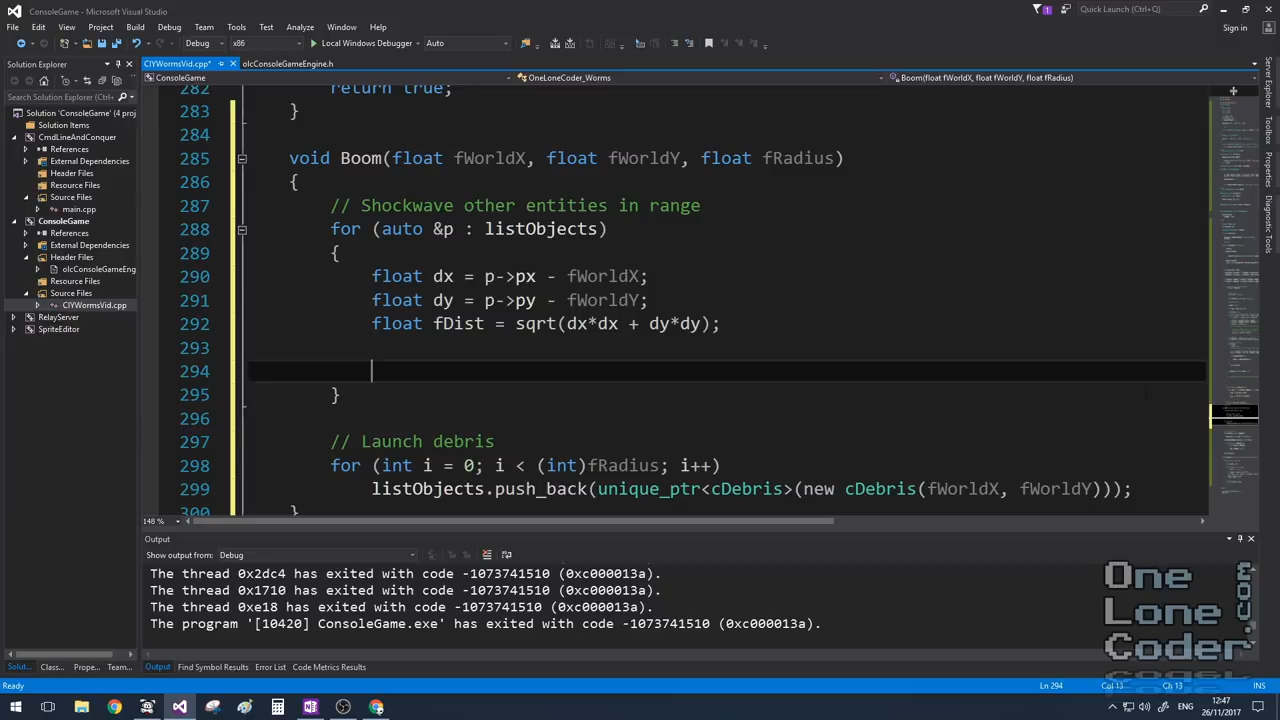 ConsoleGame - Microsoft Visual Studio
1
Quick Launch (Ctrl+Q)
File Edit View Project Build Debug Team Tools Test Analyze Window Help
Sign in
Debug x86 Local Windows Debugger Auto
Solution Explorer
CIYWormsVid.cpp* olcConsoleGameEngine.h
ConsoleGame OneLoneCoder_Worms Boom(float fWorldX, float fWorldY, float fRadius)
Search Solution Explorer (Ctrl+
Solution 'ConsoleGame' (4 proj
Solution Items
CmdLineAndConquer
References
External Dependencies
Header Files
Resource Files
Source Files
main.cpp
ConsoleGame
References
External Dependencies
Header Files
olcConsoleGameEng
Resource Files
Source Files
CIYWormsVid.cpp
RelayServer
SpriteEditor
282 return true;
283 }
284
285 void Boom(float fWorldX, float fWorldY, float fRadius)
286 {
287 // Shockwave other entities in range
288 for (auto &p : listObjects)
289 {
290 float dx = p->px - fWorldX;
291 float dy = p->py - fWorldY;
292 float fDist = sqrt(dx*dx + dy*dy);
293
294
295 }
296
297 // Launch debris
298 for (int i = 0; i < (int)fRadius; i++)
299 listObjects.push_back(unique_ptr<cDebris>(new cDebris(fWorldX, fWorldY)));
300 }
148 %
Server Explorer
Toolbox
Properties
Diagnostic Tools
Output
Show output from: Debug
The thread 0x2dc4 has exited with code -1073741510 (0xc000013a).
The thread 0x1710 has exited with code -1073741510 (0xc000013a).
The thread 0xe18 has exited with code -1073741510 (0xc000013a).
The program '[10420] ConsoleGame.exe' has exited with code -1073741510 (0xc000013a).
One
Lone
Coder
.com
Solut... Class... Prope... Team...
Output Find Symbol Results Error List Code Metrics Results
Ready Ln 294 Col 13 Ch 13 INS
ENG
12:47
26/11/2017